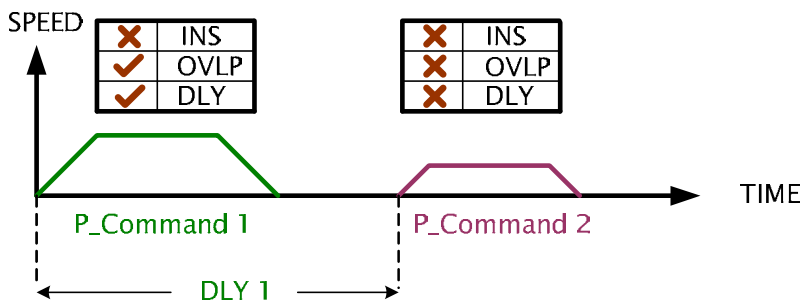 SPEED
INS
OVLP
DLY
INS
OVLP
DLY
TIME
P_Command 1
P_Command 2
DLY 1